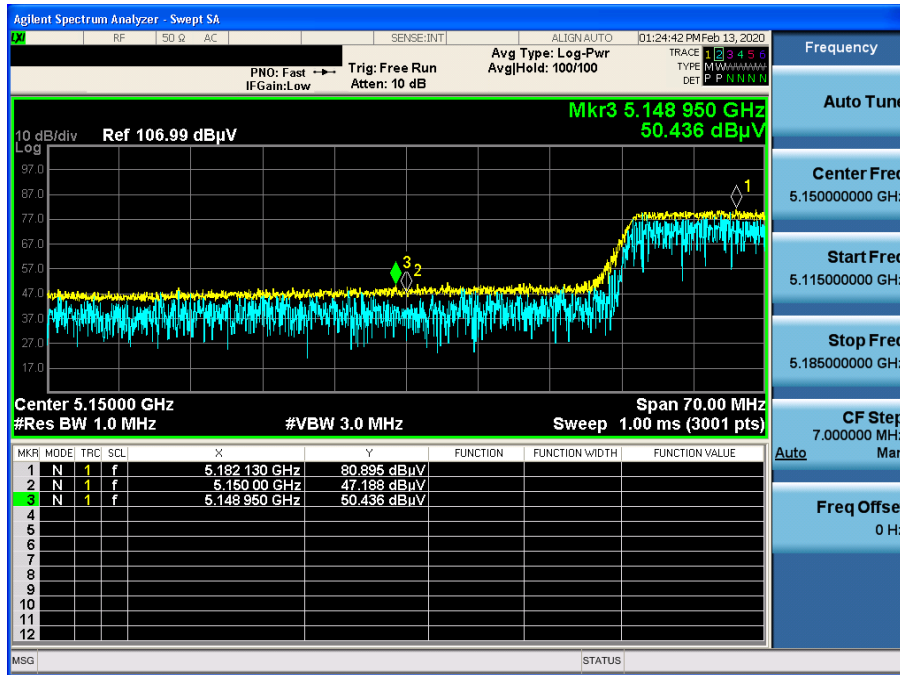 Agilent Spectrum Analyzer - Swept SA
LXI RF 50 Ω AC SENSE:INT ALIGN AUTO 01:24:42 PM Feb 13, 2020
PNO: Fast
IFGain:Low
Trig: Free Run
Atten: 10 dB
Avg Type: Log-Pwr
Avg|Hold: 100/100
TRACE 1 2 3 4 5 6
TYPE M W
DET P P N N N N
Mkr3 5.148 950 GHz
50.436 dBµV
10 dB/div Ref 106.99 dBµV
Log
97.0
87.0
77.0
67.0
57.0
47.0
37.0
27.0
17.0
1
3
2
Center 5.15000 GHz Span 70.00 MHz
#Res BW 1.0 MHz #VBW 3.0 MHz Sweep 1.00 ms (3001 pts)
MKR MODE TRC SCL X Y FUNCTION FUNCTION WIDTH FUNCTION VALUE
1 N 1 f 5.182 130 GHz 80.895 dBµV
2 N 1 f 5.150 00 GHz 47.188 dBµV
3 N 1 f 5.148 950 GHz 50.436 dBµV
4
5
6
7
8
9
10
11
12
MSG STATUS
Frequency
Auto Tune
Center Freq
5.150000000 GHz
Start Freq
5.115000000 GHz
Stop Freq
5.185000000 GHz
CF Step
7.000000 MHz
Auto Man
Freq Offset
0 Hz